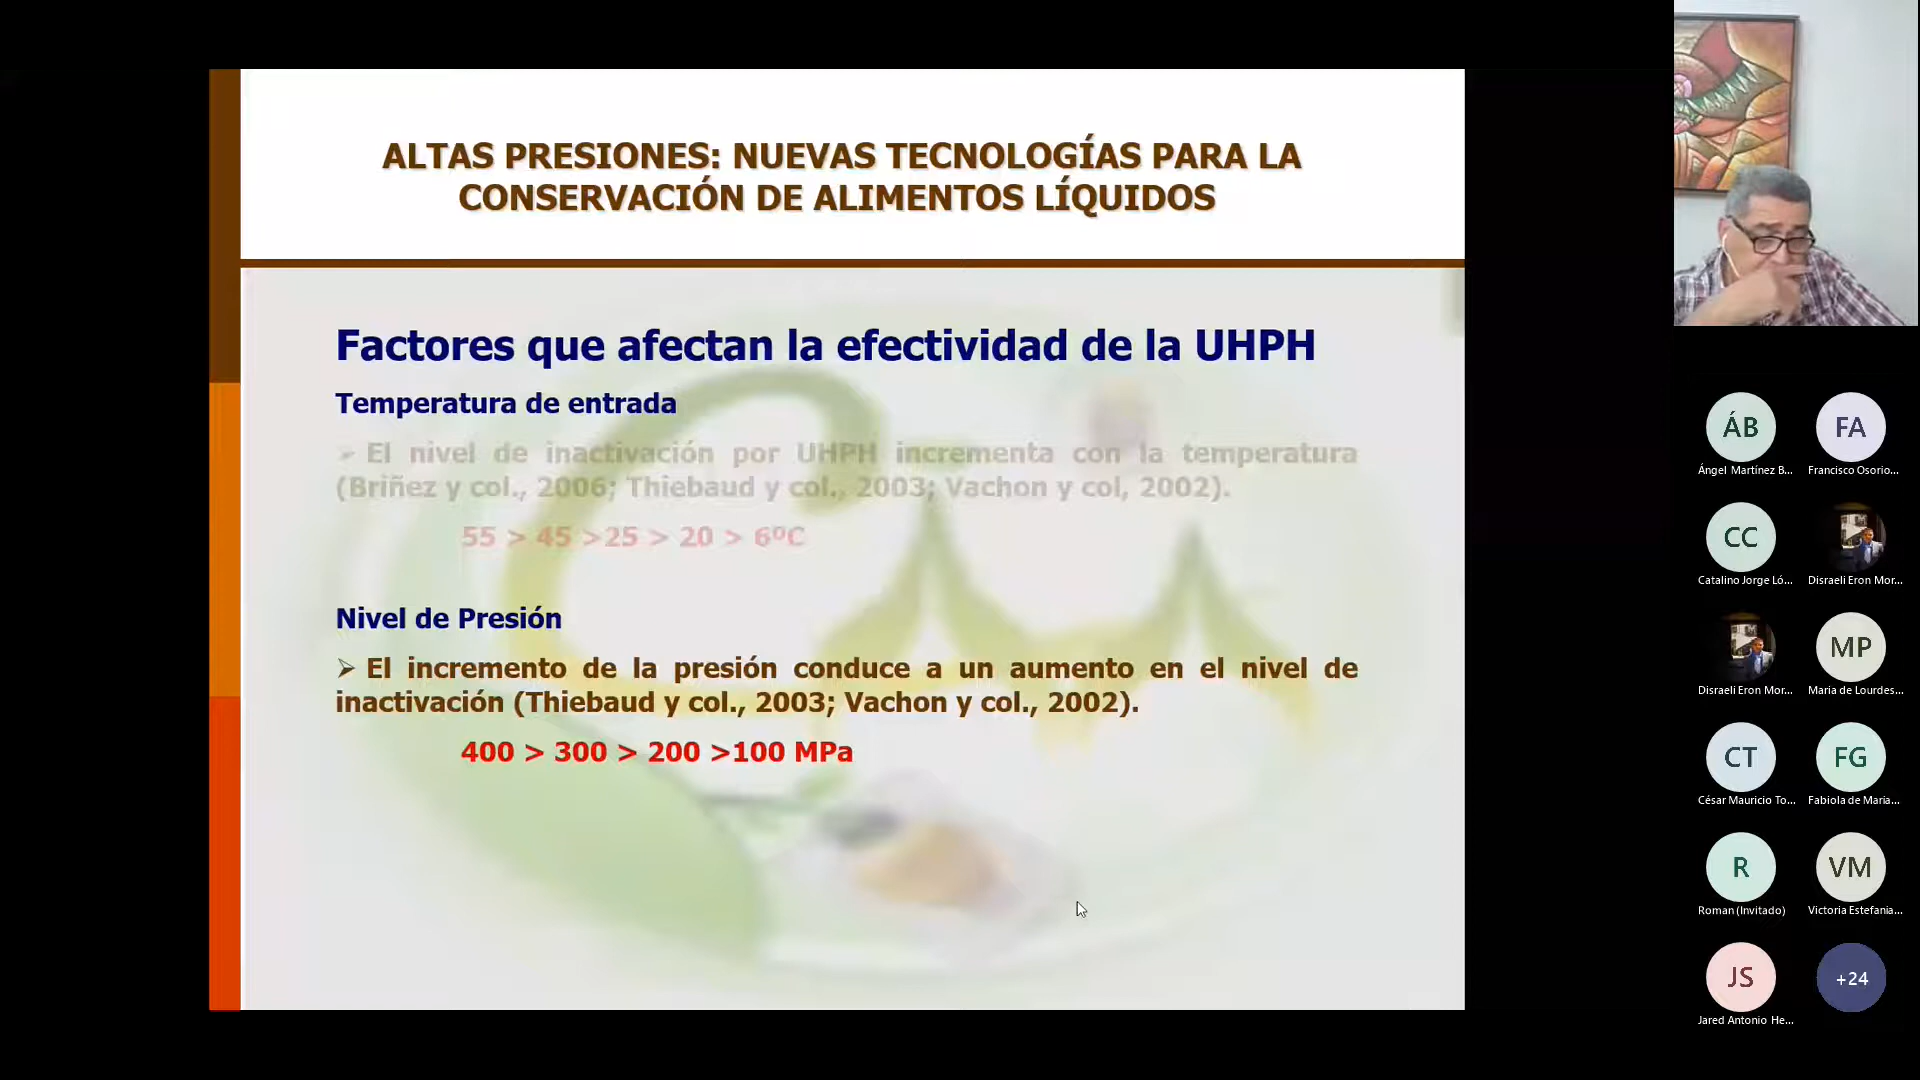 ALTAS PRESIONES: NUEVAS TECNOLOGÍAS PARA LA
CONSERVACIÓN DE ALIMENTOS LÍQUIDOS
Factores que afectan la efectividad de la UHPH
Temperatura de entrada
➢ El nivel de inactivación por UHPH incrementa con la temperatura
(Briñez y col., 2006; Thiebaud y col., 2003; Vachon y col, 2002).
55 > 45 >25 > 20 > 6ºC
Nivel de Presión
➢ El incremento de la presión conduce a un aumento en el nivel de
inactivación (Thiebaud y col., 2003; Vachon y col., 2002).
400 > 300 > 200 >100 MPa
ÁB
Ángel Martínez B...
FA
Francisco Osorio...
CC
Catalino Jorge Ló...
Disraeli Eron Mor...
Disraeli Eron Mor...
MP
Maria de Lourdes...
CT
César Mauricio To...
FG
Fabiola de Maria...
R
Roman (Invitado)
VM
Victoria Estefania...
JS
Jared Antonio He...
+24